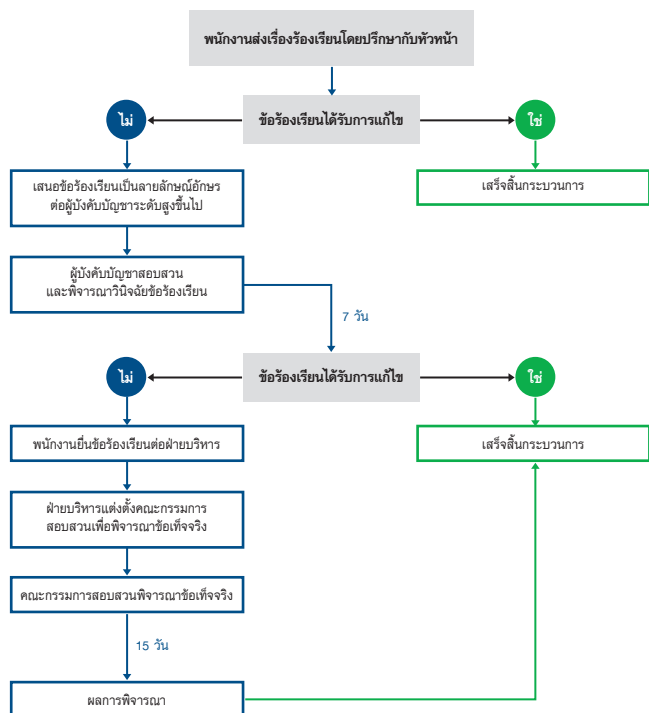 พนักงานส่งเรื่องร้องเรียนโดยปรึกษากับหัวหน้า
ไม่
ข้อร้องเรียนได้รับการแก้ไข
ใช่
เสนอข้อร้องเรียนเป็นลายลักษณ์อักษร
ต่อผู้บังคับบัญชาระดับสูงขึ้นไป
เสร็จสิ้นกระบวนการ
ผู้บังคับบัญชาสอบสวน
และพิจารณาวินิจฉัยข้อร้องเรียน
7 วัน
ไม่
ข้อร้องเรียนได้รับการแก้ไข
ใช่
พนักงานยื่นข้อร้องเรียนต่อฝ่ายบริหาร
เสร็จสิ้นกระบวนการ
ฝ่ายบริหารแต่งตั้งคณะกรรมการ
สอบสวนเพื่อพิจารณาข้อเท็จจริง
คณะกรรมการสอบสวนพิจารณาข้อเท็จจริง
15 วัน
ผลการพิจารณา